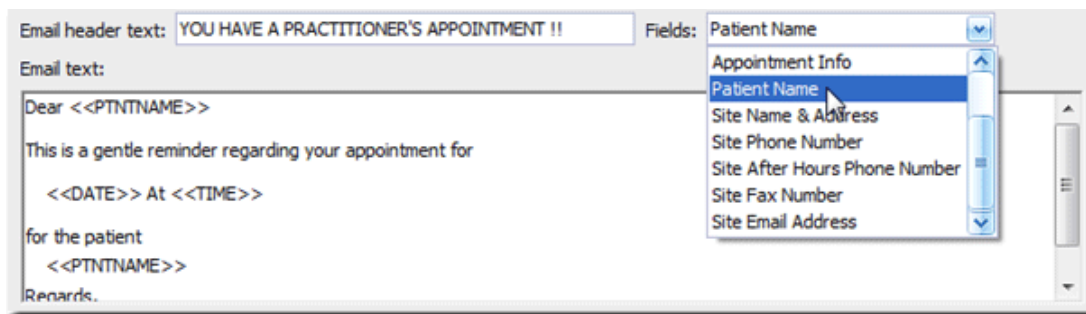 Email header text: YOU HAVE A PRACTITIONER'S APPOINTMENT !! Fields: Patient Name
Email text:
Appointment Info
Patient Name
Site Name & Address
Site Phone Number
Site After Hours Phone Number
Site Fax Number
Site Email Address
Dear <<PTNTNAME>>
This is a gentle reminder regarding your appointment for
<<DATE>> At <<TIME>>
for the patient
<<PTNTNAME>>
Regards,